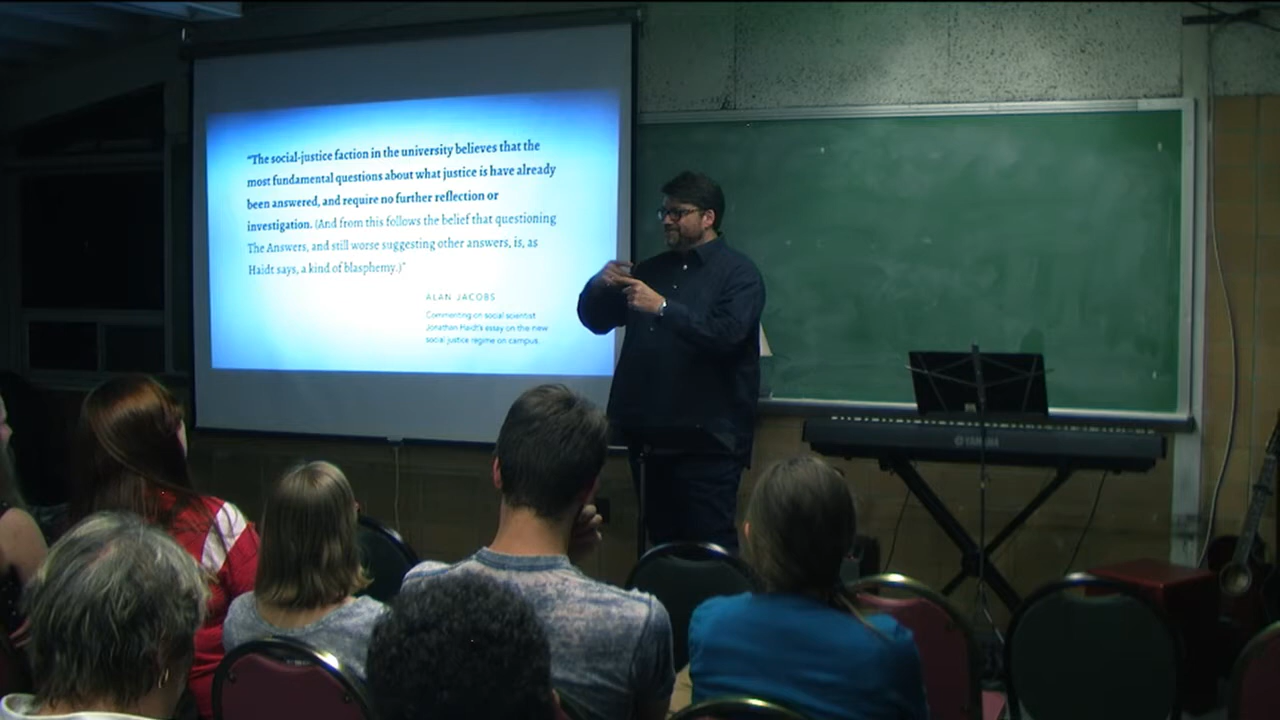 “The social-justice faction in the university believes that the
most fundamental questions about what justice is have already
been answered, and require no further reflection or
investigation. (And from this follows the belief that questioning
The Answers, and still worse suggesting other answers, is, as
Haidt says, a kind of blasphemy.)”
ALAN JACOBS
Commenting on social scientist
Jonathan Haidt's essay on the new
social justice regime on campus.
YAMAHA